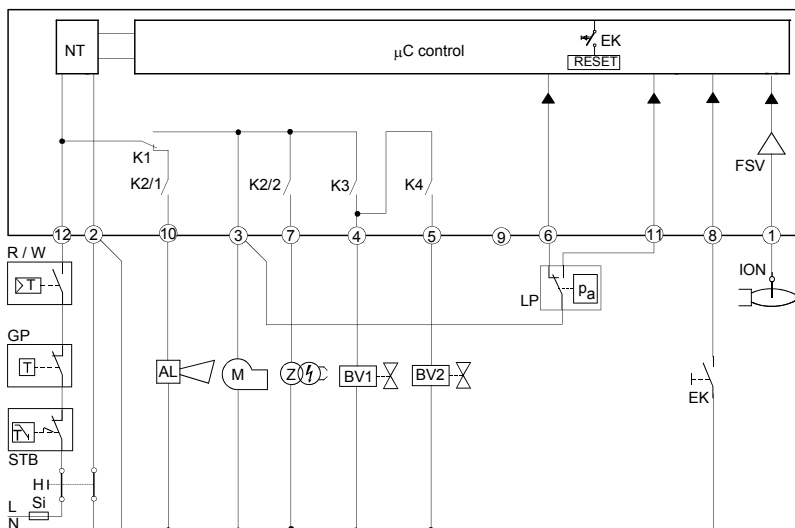 NT
µC control
EK
RESET
K1
K2/1
K2/2
K3
K4
FSV
12
2
10
3
7
4
5
9
6
11
8
1
R / W
T
LP
pa
ION
GP
T
AL
M
Z
BV1
BV2
EK
T
STB
H
Si
L
N